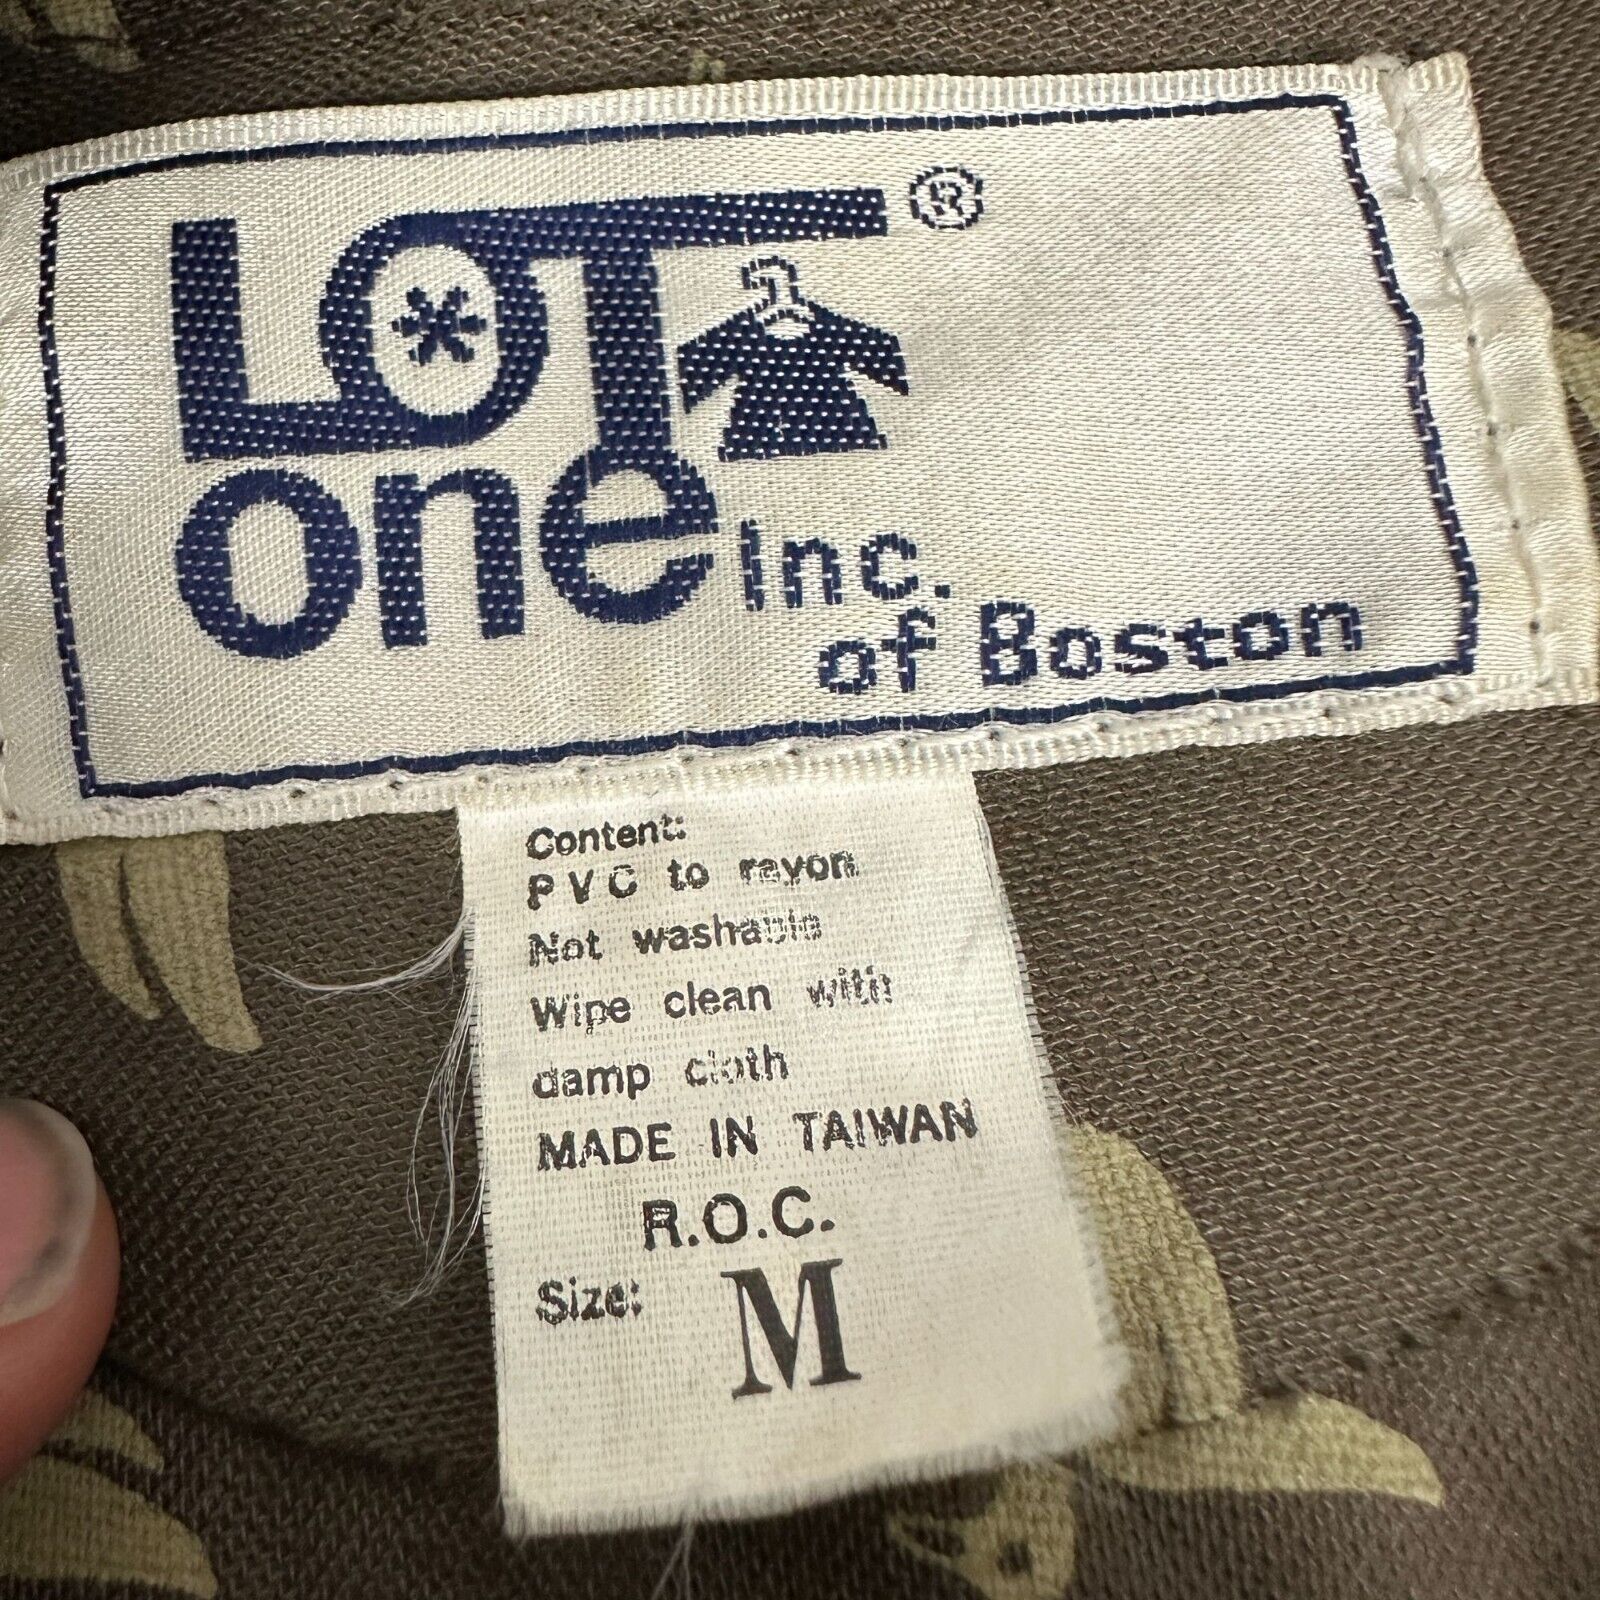 LOT ®
one Inc.
of Boston
Content:
PVC to rayon
Not washable
Wipe clean with
damp cloth
MADE IN TAIWAN
R.O.C.
Size: M